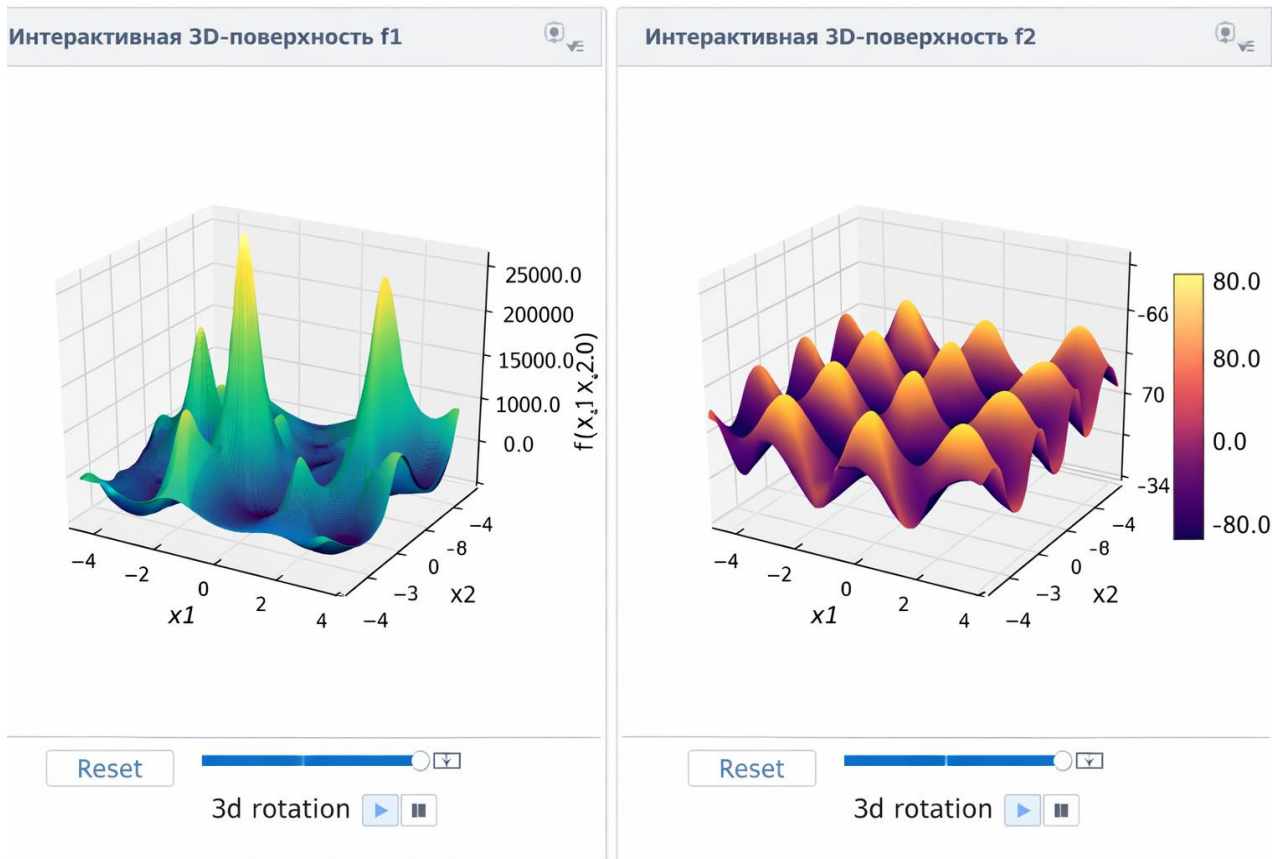 Интерактивная 3D-поверхность f1
25000.0
200000
15000.0
1000.0
0.0
f(x,1 x,2.0)
−4
−2
0
2
4
x1
−4
-8
0
−3
−4
x2
Reset
3d rotation
Интерактивная 3D-поверхность f2
-60
70
-34
−4
−2
0
2
4
x1
−4
-8
0
−3
−4
x2
80.0
80.0
0.0
-80.0
Reset
3d rotation